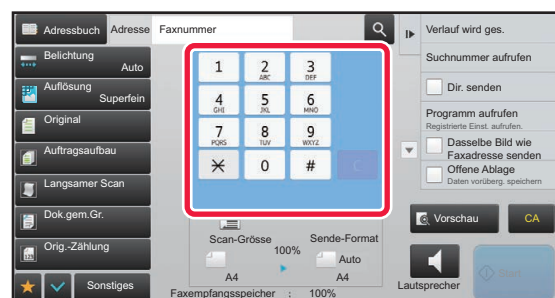 Adressbuch
Adresse
Faxnummer
Belichtung
Auto
Auflösung
Superfein
Original
Auftragsaufbau
Langsamer Scan
Dok.gem.Gr.
Orig.-Zählung
Sonstiges
1
2
ABC
3
DEF
4
GHI
5
JKL
6
MNO
7
PQRS
8
TUV
9
WXYZ
0
#
C
Scan-Grösse
100%
Sende-Format
Auto
A4
A4
Faxempfangsspeicher : 100%
Verlauf wird ges.
Suchnummer aufrufen
Dir. senden
Programm aufrufen
Registrierte Einst. aufrufen.
Dasselbe Bild wie
Faxadresse senden
Offene Ablage
Daten vorüberg. speichern
Vorschau
CA
Lautsprecher
Start